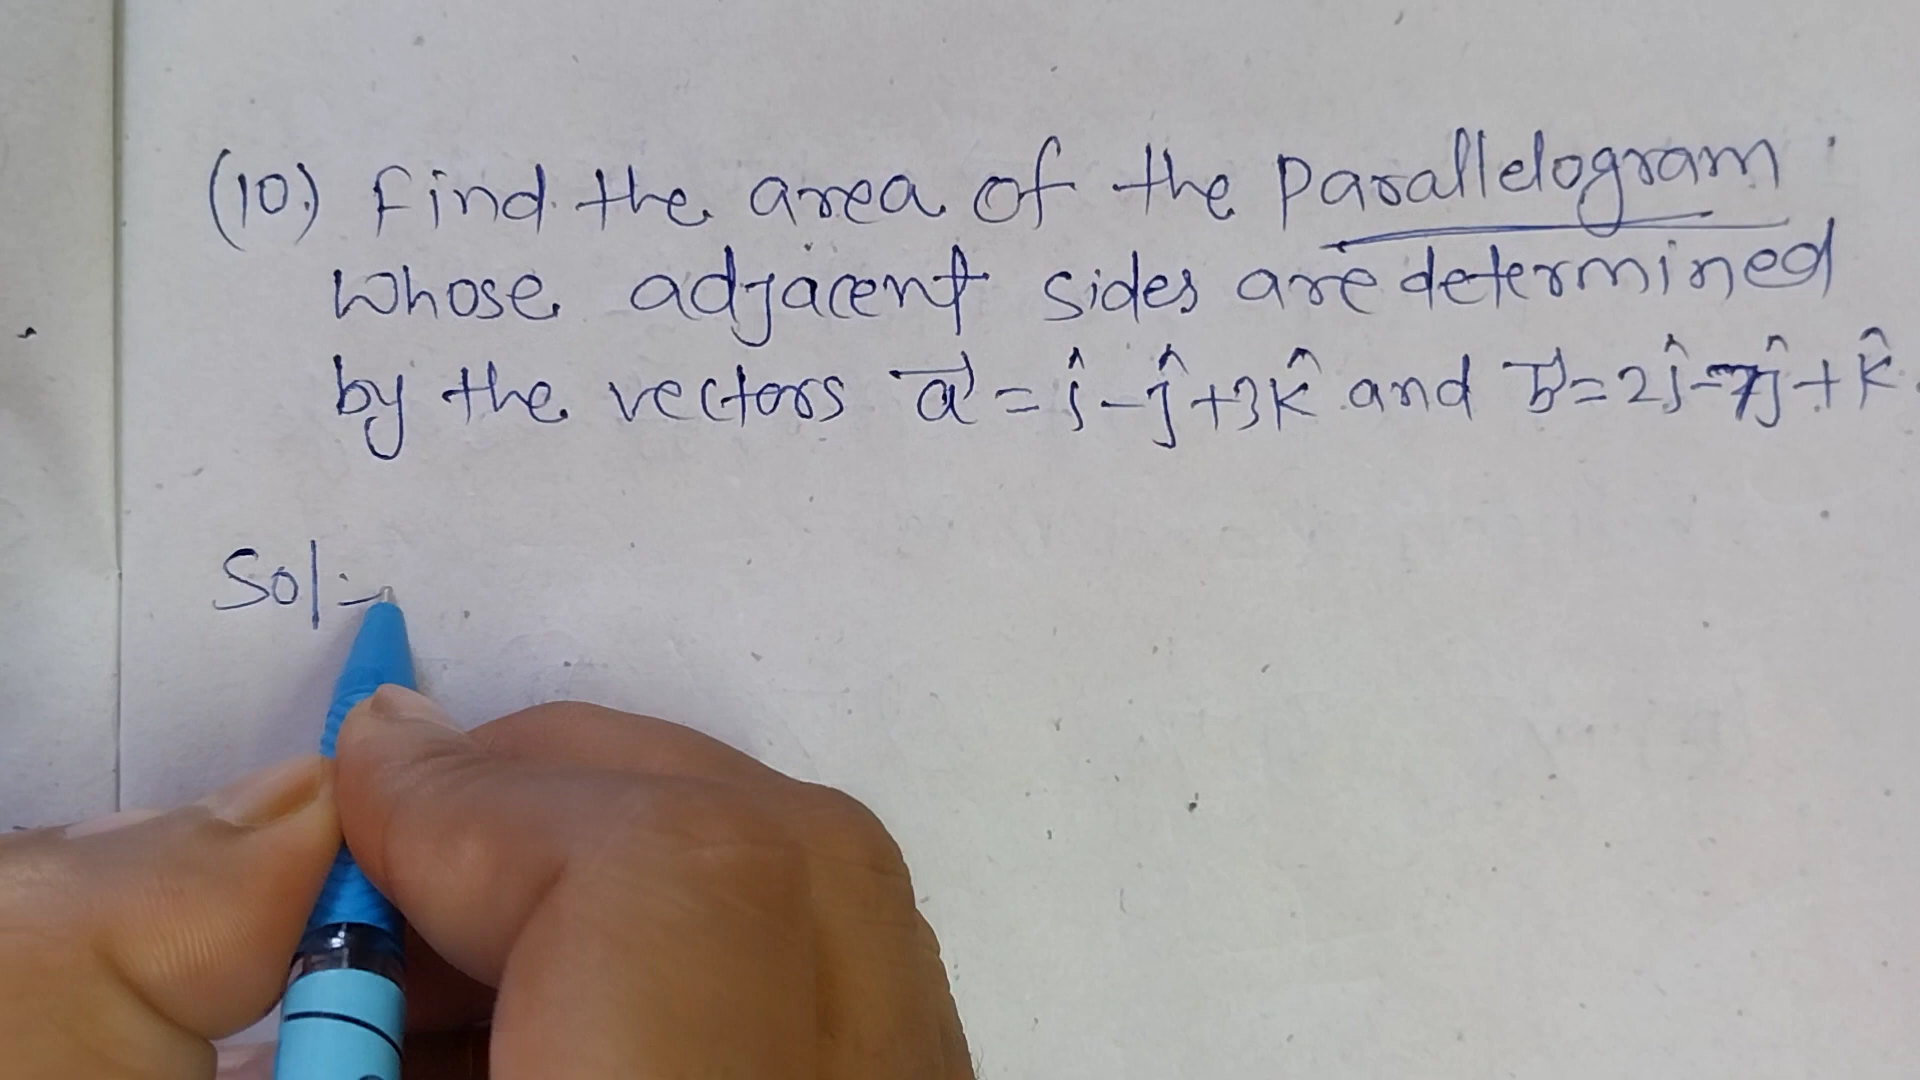 (10.) Find the area of the Parallelogram
whose adjacent sides are determined
by the vectors a⃗ = î - ĵ + 3k̂ and b⃗ = 2î - 7ĵ + k̂.
Sol :-